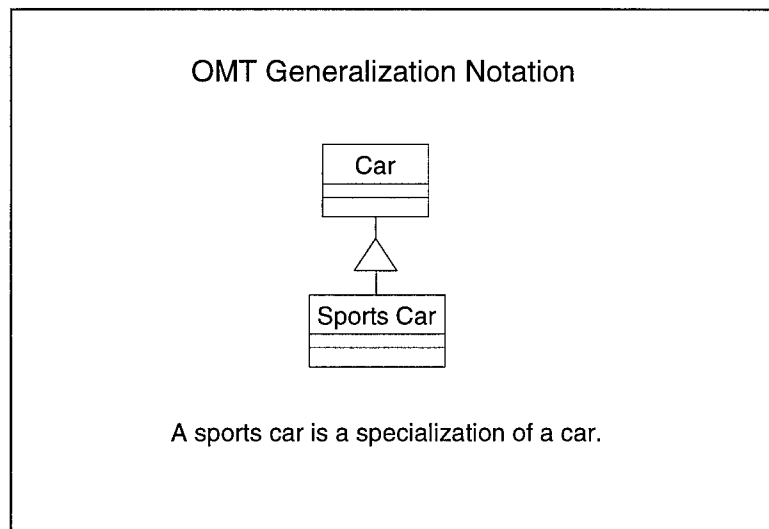 OMT Generalization Notation
Car
Sports Car
A sports car is a specialization of a car.